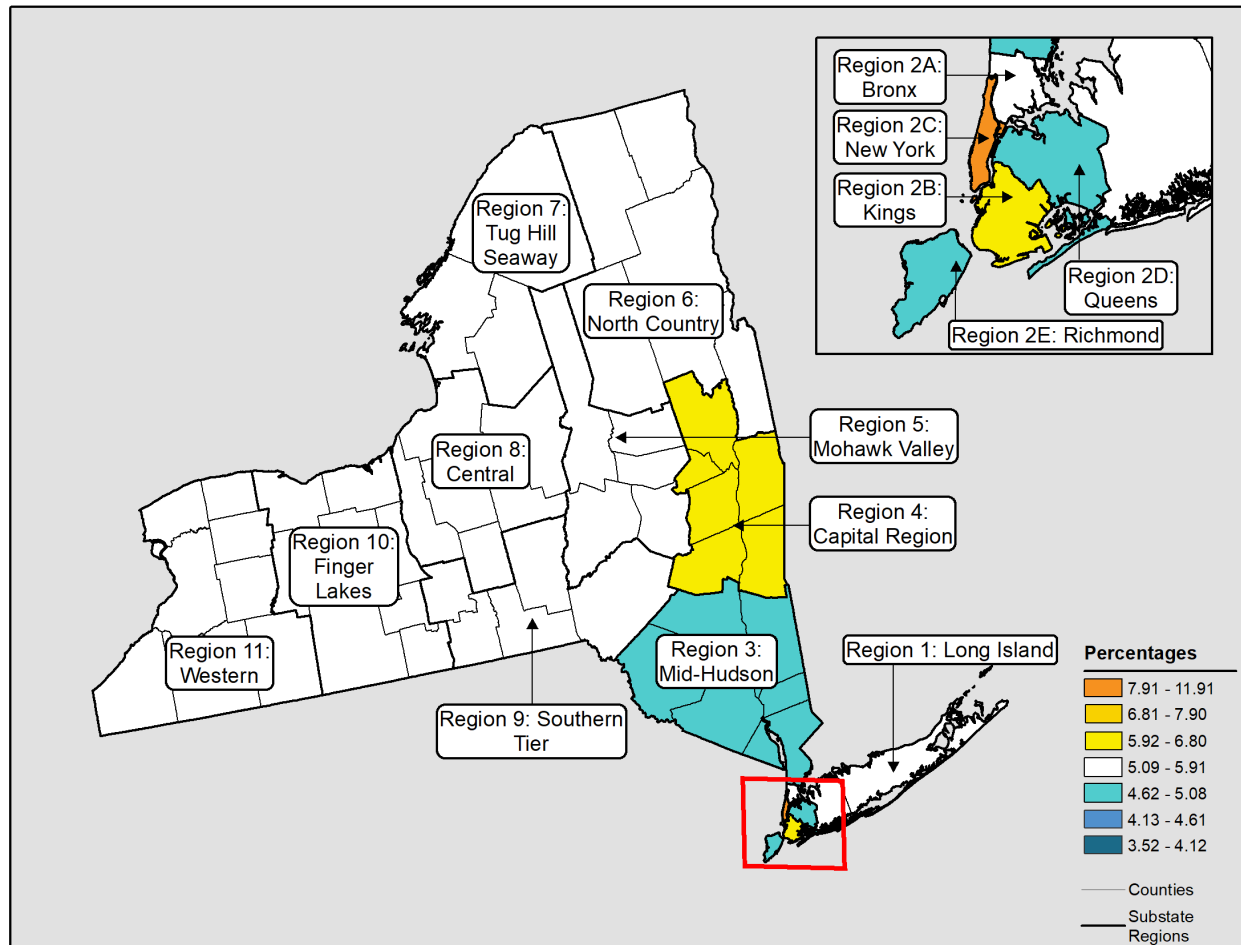 Region 2A:
Bronx
Region 2C:
New York
Region 2B:
Kings
Region 2D:
Queens
Region 2E: Richmond
Region 7:
Tug Hill
Seaway
Region 6:
North Country
Region 5:
Mohawk Valley
Region 8:
Central
Region 4:
Capital Region
Region 10:
Finger
Lakes
Region 11:
Western
Region 3:
Mid-Hudson
Region 1: Long Island
Region 9: Southern
Tier
Percentages
7.91 - 11.91
6.81 - 7.90
5.92 - 6.80
5.09 - 5.91
4.62 - 5.08
4.13 - 4.61
3.52 - 4.12
Counties
Substate
Regions